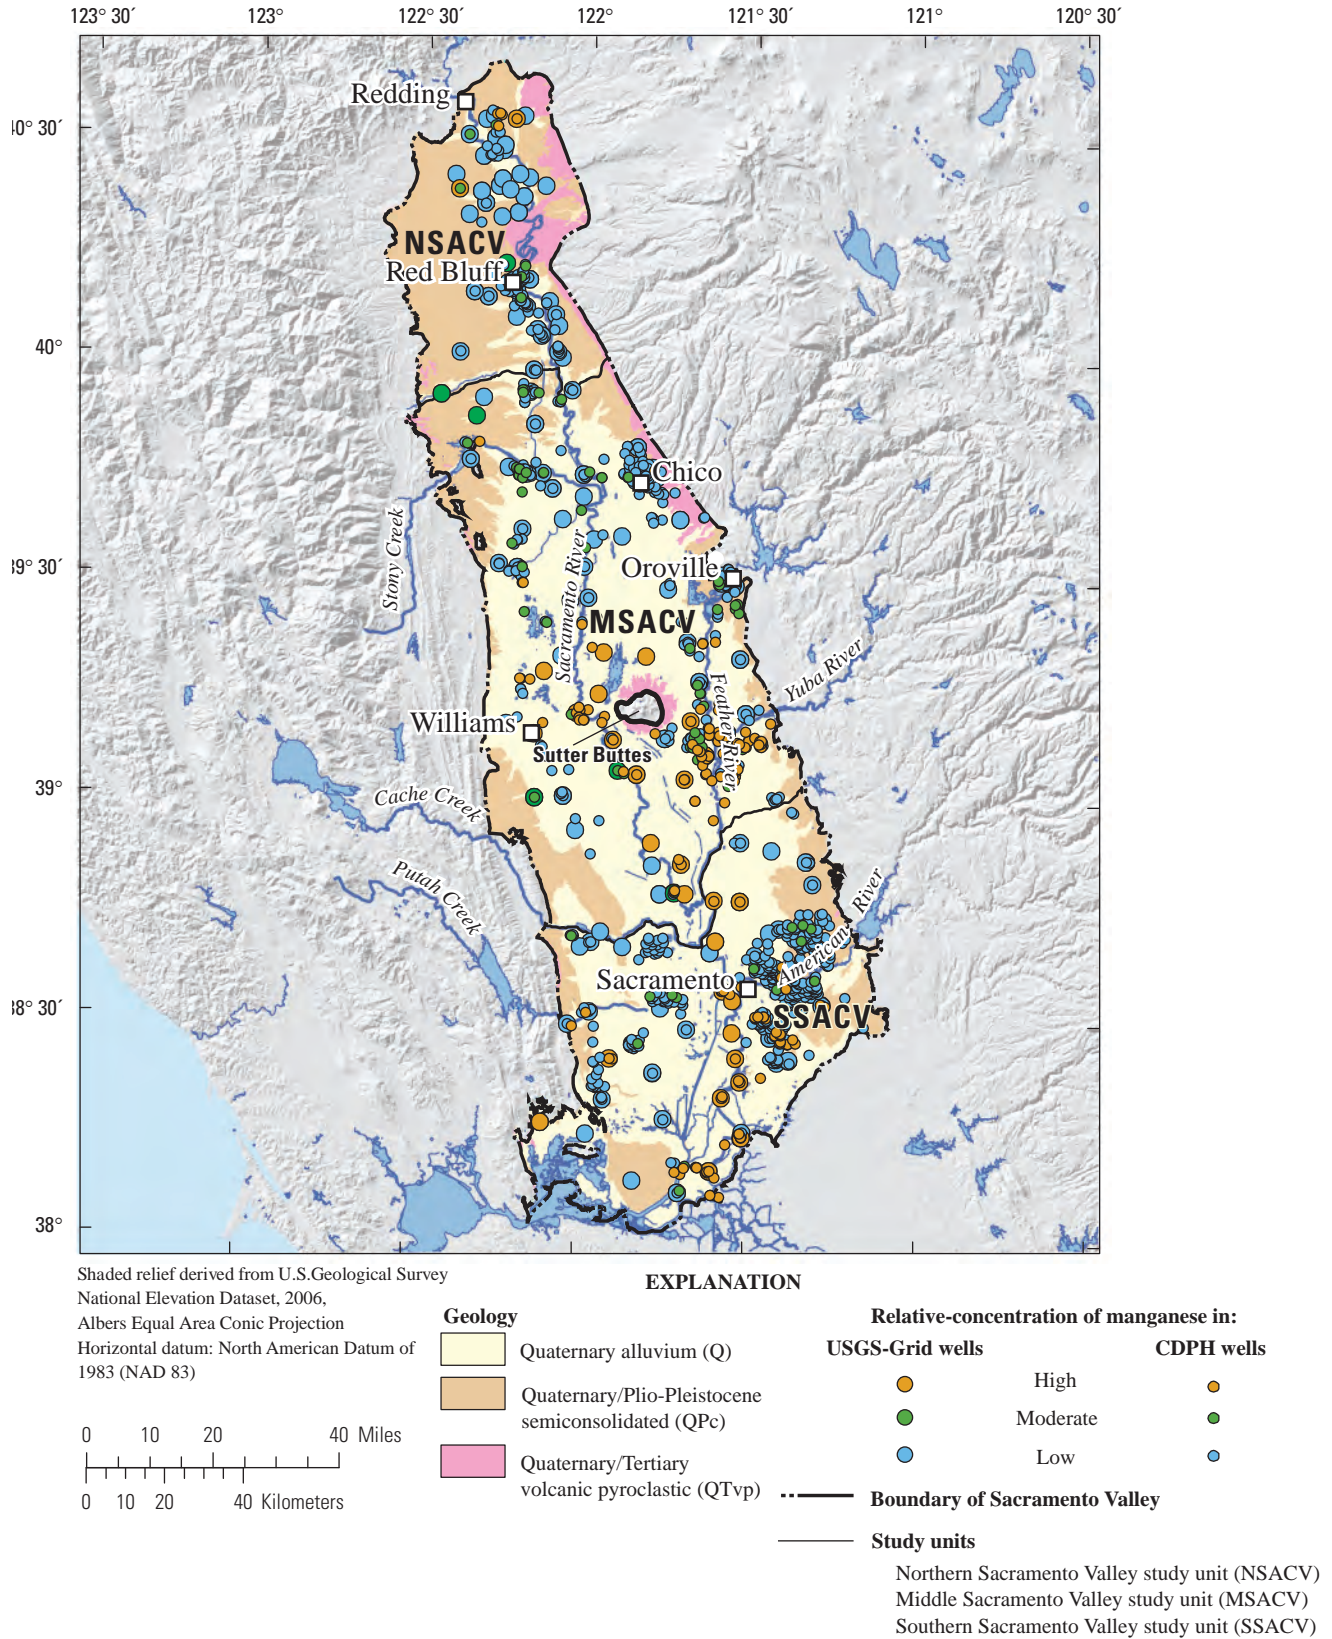 123° 30´ 123° 122° 30´ 122° 121° 30´ 121° 120° 30´
Redding
40° 30´
NSACV
Red Bluff
40°
Chico
Stony Creek
Sacramento River
39° 30´
Oroville
MSACV
Yuba River
Feather River
Williams
Sutter Buttes
39°
Cache Creek
Putah Creek
American River
Sacramento
38° 30´
SSACV
38°
Shaded relief derived from U.S.Geological Survey
National Elevation Dataset, 2006,
Albers Equal Area Conic Projection
Horizontal datum: North American Datum of
1983 (NAD 83)
0 10 20 40 Miles
0 10 20 40 Kilometers
EXPLANATION
Geology
Quaternary alluvium (Q)
Quaternary/Plio-Pleistocene
semiconsolidated (QPc)
Quaternary/Tertiary
volcanic pyroclastic (QTvp)
Relative-concentration of manganese in:
USGS-Grid wells CDPH wells
High
Moderate
Low
Boundary of Sacramento Valley
Study units
Northern Sacramento Valley study unit (NSACV)
Middle Sacramento Valley study unit (MSACV)
Southern Sacramento Valley study unit (SSACV)